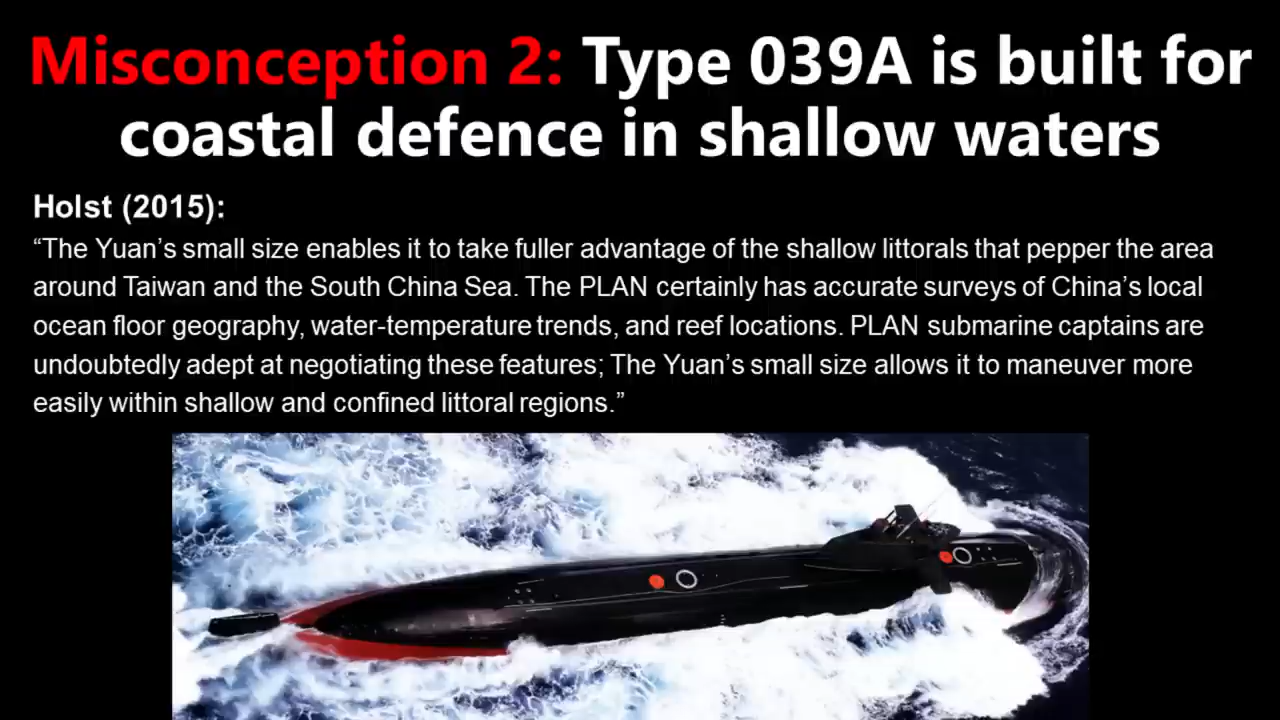 Misconception 2: Type 039A is built for
coastal defence in shallow waters
Holst (2015):
“The Yuan’s small size enables it to take fuller advantage of the shallow littorals that pepper the area
around Taiwan and the South China Sea. The PLAN certainly has accurate surveys of China’s local
ocean floor geography, water-temperature trends, and reef locations. PLAN submarine captains are
undoubtedly adept at negotiating these features; The Yuan’s small size allows it to maneuver more
easily within shallow and confined littoral regions.”